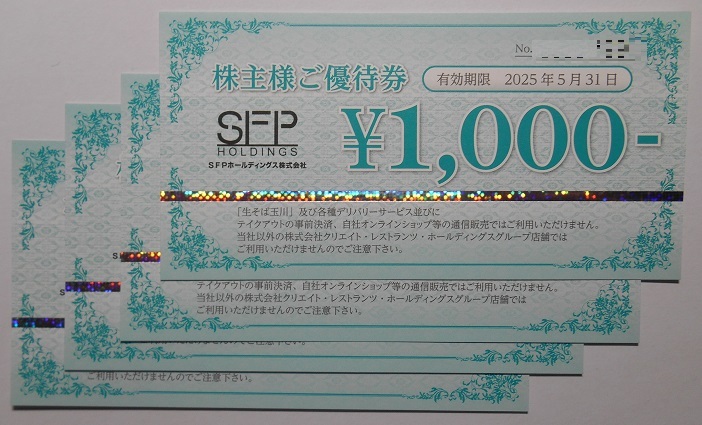 No.
株主様ご優待券
有効期限 2025年5月31日
SFP
HOLDINGS
SFPホールディングス株式会社
¥1,000-
「生そば玉川」及び各種デリバリーサービス並びに
テイクアウトの事前決済、自社オンラインショップ等の通信販売ではご利用いただけません。
当社以外の株式会社クリエイト・レストランツ・ホールディングスグループ店舗では
ご利用いただけませんのでご注意下さい。
テイクアウトの事前決済、自社オンラインショップ等の通信販売ではご利用いただけません。
当社以外の株式会社クリエイト・レストランツ・ホールディングスグループ店舗では
ご利用いただけませんのでご注意下さい。
ご利用いただけませんのでご注意下さい。